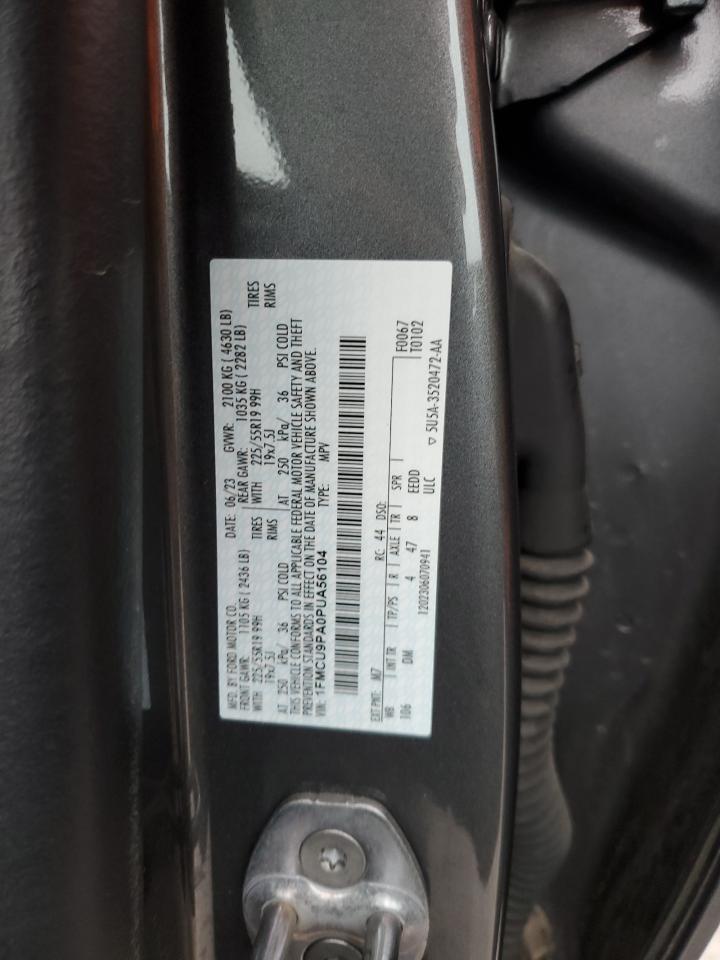 MFD. BY FORD MOTOR CO. DATE: 06/23 GVWR: 2100 KG ( 4630 LB)
FRONT GAWR: 1105 KG ( 2436 LB) REAR GAWR: 1035 KG ( 2282 LB)
WITH 225/55R19 99H TIRES WITH 225/55R19 99H TIRES
19x7.5J RIMS 19x7.5J RIMS
AT 250 kPa/ 36 PSI COLD AT 250 kPa/ 36 PSI COLD
THIS VEHICLE CONFORMS TO ALL APPLICABLE FEDERAL MOTOR VEHICLE SAFETY AND THEFT
PREVENTION STANDARDS IN EFFECT ON THE DATE OF MANUFACTURE SHOWN ABOVE.
VIN: 1FMCU9PA0PUA56104 TYPE: MPV
EXT PNT: M7 RC: 44 DSO: F0067
WB INT TR TP/PS R AXLE TR SPR T0102
106 DM 4 47 8 EEDD
1202306070941 ULC ▽ 5U5A-3520472-AA